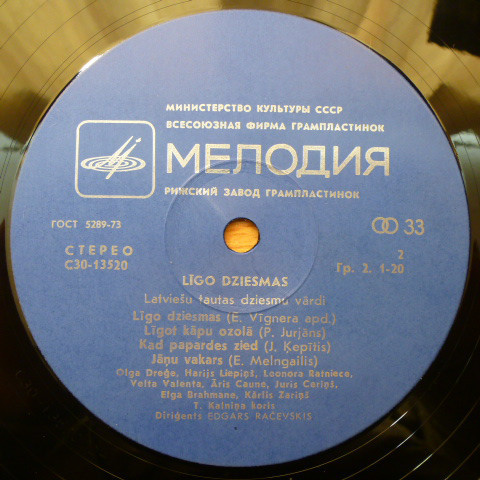 МИНИСТЕРСТВО КУЛЬТУРЫ СССР
ВСЕСОЮЗНАЯ ФИРМА ГРАМПЛАСТИНОК
МЕЛОДИЯ
РИЖСКИЙ ЗАВОД ГРАМПЛАСТИНОК
ГОСТ 5289-73
33
СТЕРЕО
2
С30-13520
Гр. 2. 1-20
LĪGO DZIESMAS
Latviešu tautas dziesmu vārdi
Līgo dziesmas (E. Vīgnera apd.)
Līgot kāpu ozolā (P. Jurjāns)
Kad papardes zied (J. Ķepītis)
Jāņu vakars (E. Melngailis)
Olga Dreģe, Harijs Liepiņš, Leonora Ratniece,
Velta Valenta, Āris Caune, Juris Ceriņš,
Elga Brahmane, Kārlis Zariņš
T. Kalniņa koris
Diriģents EDGARS RAČEVSKIS